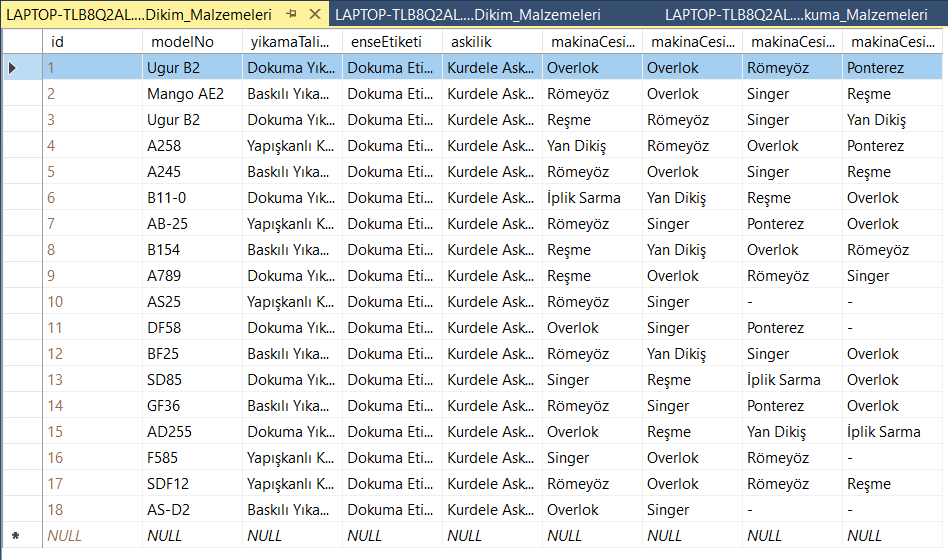 LAPTOP-TLB8Q2AL....Dikim_Malzemeleri LAPTOP-TLB8Q2AL....Dikim_Malzemeleri LAPTOP-TLB8Q2AL....kuma_Malzemeleri
id modelNo yikamaTali... enseEtiketi askilik makinaCesi... makinaCesi... makinaCesi... makinaCesi...
1 Ugur B2 Dokuma Yık... Dokuma Eti... Kurdele Ask... Overlok Overlok Römeyöz Ponterez
2 Mango AE2 Baskılı Yıka... Dokuma Eti... Kurdele Ask... Römeyöz Overlok Singer Reşme
3 Ugur B2 Dokuma Yık... Dokuma Eti... Kurdele Ask... Reşme Römeyöz Singer Yan Dikiş
4 A258 Yapışkanlı K... Dokuma Eti... Kurdele Ask... Yan Dikiş Römeyöz Overlok Ponterez
5 A245 Baskılı Yıka... Dokuma Eti... Kurdele Ask... Römeyöz Overlok Singer Reşme
6 B11-0 Dokuma Yık... Dokuma Eti... Kurdele Ask... İplik Sarma Yan Dikiş Reşme Overlok
7 AB-25 Yapışkanlı K... Dokuma Eti... Kurdele Ask... Römeyöz Singer Ponterez Overlok
8 B154 Baskılı Yıka... Dokuma Eti... Kurdele Ask... Reşme Yan Dikiş Overlok Römeyöz
9 A789 Dokuma Yık... Dokuma Eti... Kurdele Ask... Reşme Overlok Römeyöz Singer
10 AS25 Yapışkanlı K... Dokuma Eti... Kurdele Ask... Römeyöz Singer - -
11 DF58 Dokuma Yık... Dokuma Eti... Kurdele Ask... Overlok Singer Ponterez -
12 BF25 Baskılı Yıka... Dokuma Eti... Kurdele Ask... Römeyöz Yan Dikiş Singer Overlok
13 SD85 Dokuma Yık... Dokuma Eti... Kurdele Ask... Singer Reşme İplik Sarma Overlok
14 GF36 Baskılı Yıka... Dokuma Eti... Kurdele Ask... Römeyöz Singer Ponterez Overlok
15 AD255 Dokuma Yık... Dokuma Eti... Kurdele Ask... Overlok Reşme Yan Dikiş İplik Sarma
16 F585 Yapışkanlı K... Dokuma Eti... Kurdele Ask... Singer Overlok Römeyöz -
17 SDF12 Yapışkanlı K... Dokuma Eti... Kurdele Ask... Römeyöz Overlok Römeyöz Reşme
18 AS-D2 Baskılı Yıka... Dokuma Eti... Kurdele Ask... Overlok Singer - -
NULL NULL NULL NULL NULL NULL NULL NULL NULL